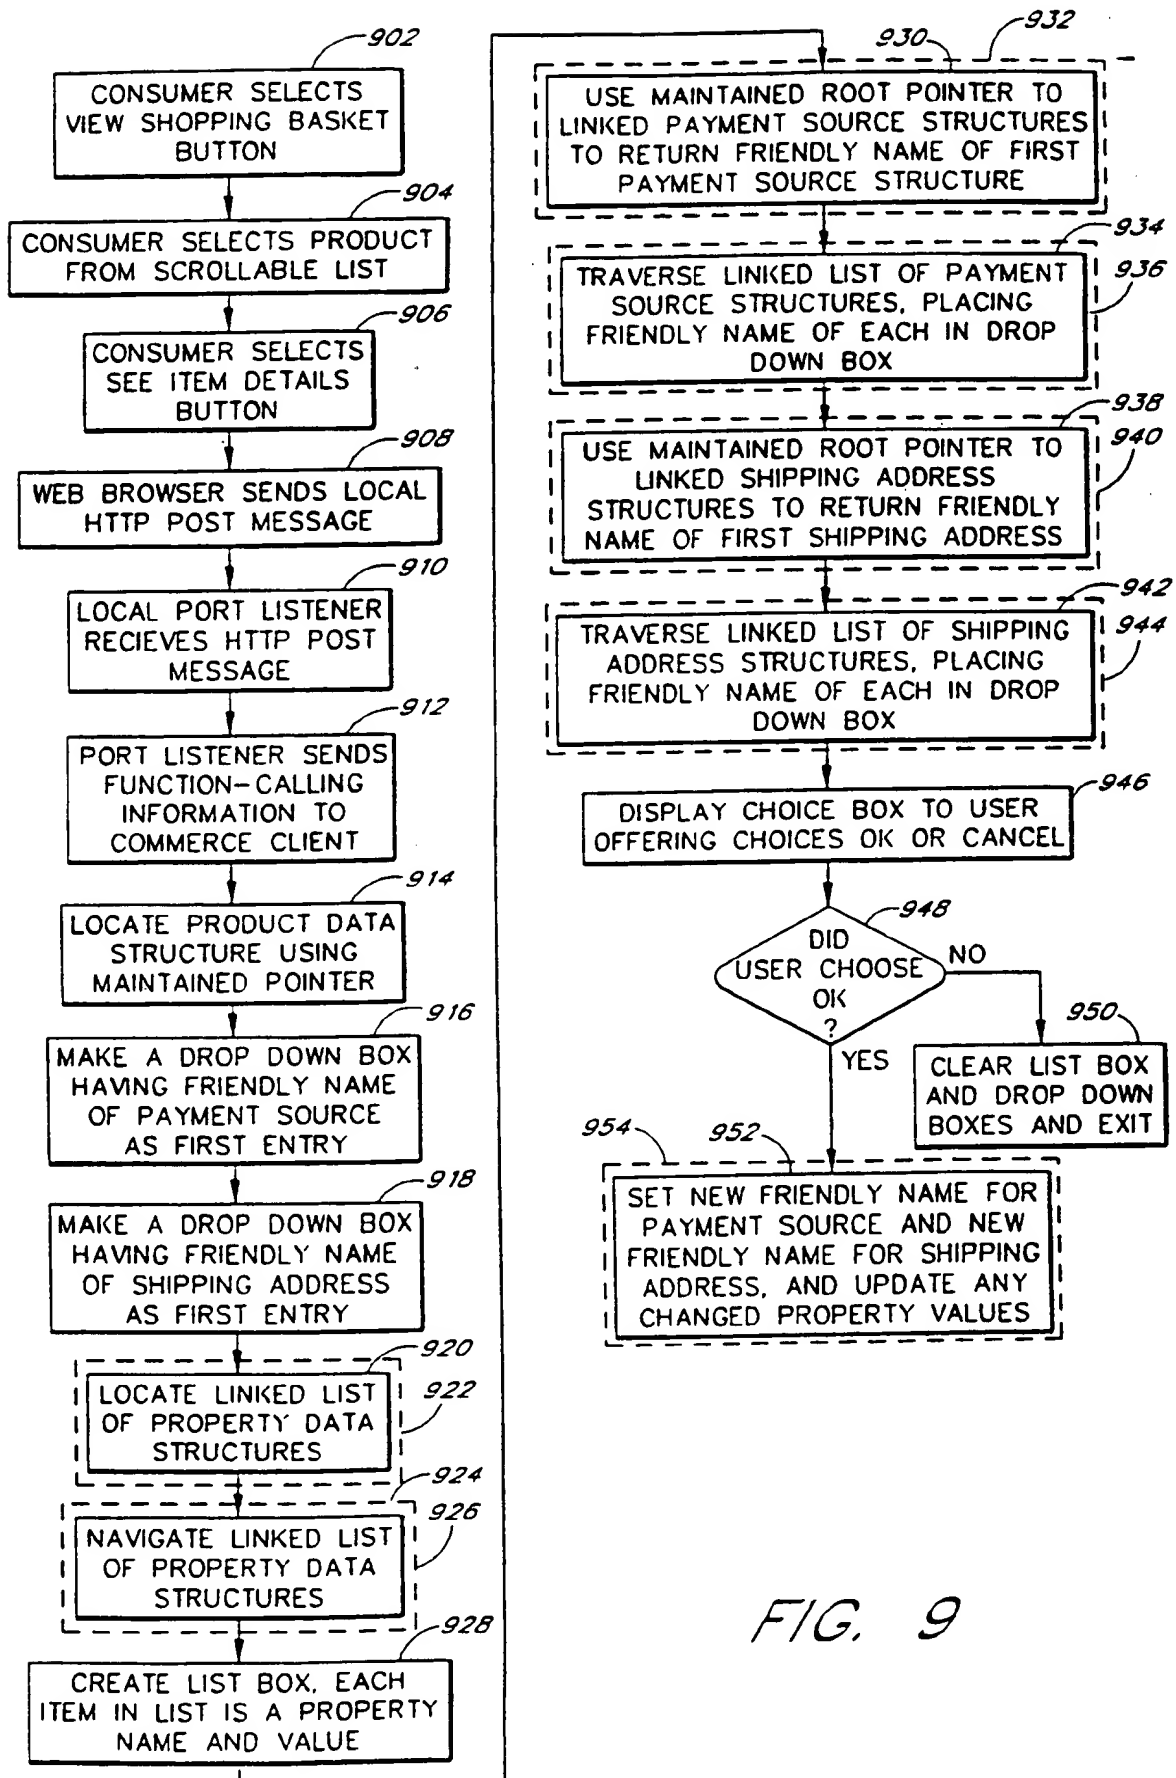 902
CONSUMER SELECTS
VIEW SHOPPING BASKET
BUTTON
904
CONSUMER SELECTS PRODUCT
FROM SCROLLABLE LIST
906
CONSUMER SELECTS
SEE ITEM DETAILS
BUTTON
908
WEB BROWSER SENDS LOCAL
HTTP POST MESSAGE
910
LOCAL PORT LISTENER
RECIEVES HTTP POST
MESSAGE
912
PORT LISTENER SENDS
FUNCTION-CALLING
INFORMATION TO
COMMERCE CLIENT
914
LOCATE PRODUCT DATA
STRUCTURE USING
MAINTAINED POINTER
916
MAKE A DROP DOWN BOX
HAVING FRIENDLY NAME
OF PAYMENT SOURCE
AS FIRST ENTRY
918
MAKE A DROP DOWN BOX
HAVING FRIENDLY NAME
OF SHIPPING ADDRESS
AS FIRST ENTRY
920
922
LOCATE LINKED LIST
OF PROPERTY DATA
STRUCTURES
924
926
NAVIGATE LINKED LIST
OF PROPERTY DATA
STRUCTURES
928
CREATE LIST BOX, EACH
ITEM IN LIST IS A PROPERTY
NAME AND VALUE
930
932
USE MAINTAINED ROOT POINTER TO
LINKED PAYMENT SOURCE STRUCTURES
TO RETURN FRIENDLY NAME OF FIRST
PAYMENT SOURCE STRUCTURE
934
936
TRAVERSE LINKED LIST OF PAYMENT
SOURCE STRUCTURES, PLACING
FRIENDLY NAME OF EACH IN DROP
DOWN BOX
938
940
USE MAINTAINED ROOT POINTER TO
LINKED SHIPPING ADDRESS
STRUCTURES TO RETURN FRIENDLY
NAME OF FIRST SHIPPING ADDRESS
942
944
TRAVERSE LINKED LIST OF SHIPPING
ADDRESS STRUCTURES, PLACING
FRIENDLY NAME OF EACH IN DROP
DOWN BOX
946
DISPLAY CHOICE BOX TO USER
OFFERING CHOICES OK OR CANCEL
948
DID
USER CHOOSE
OK
?
NO
YES
950
CLEAR LIST BOX
AND DROP DOWN
BOXES AND EXIT
954
952
SET NEW FRIENDLY NAME FOR
PAYMENT SOURCE AND NEW
FRIENDLY NAME FOR SHIPPING
ADDRESS, AND UPDATE ANY
CHANGED PROPERTY VALUES
FIG. 9